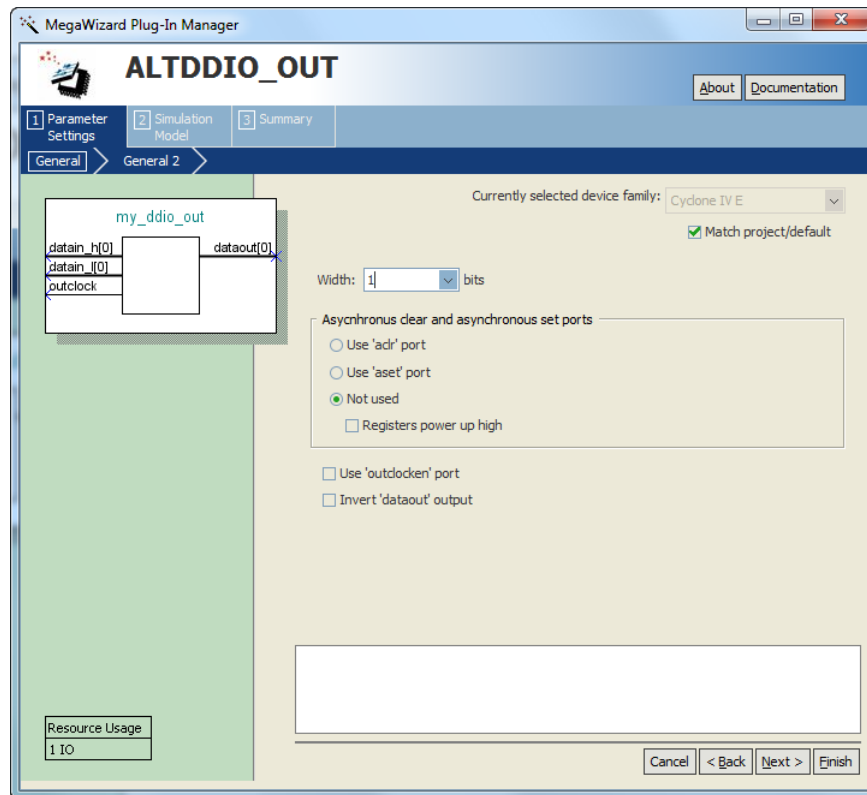 MegaWizard Plug-In Manager
ALTDDIO_OUT
About Documentation
1 Parameter Settings
2 Simulation Model
3 Summary
General
General 2
Currently selected device family: Cyclone IV E
Match project/default
my_ddio_out
datain_h[0]
dataout[0]
datain_l[0]
outclock
Width: 1 bits
Asycnhronus clear and asynchronous set ports
Use 'aclr' port
Use 'aset' port
Not used
Registers power up high
Use 'outclocken' port
Invert 'dataout' output
Resource Usage
1 IO
Cancel < Back Next > Finish